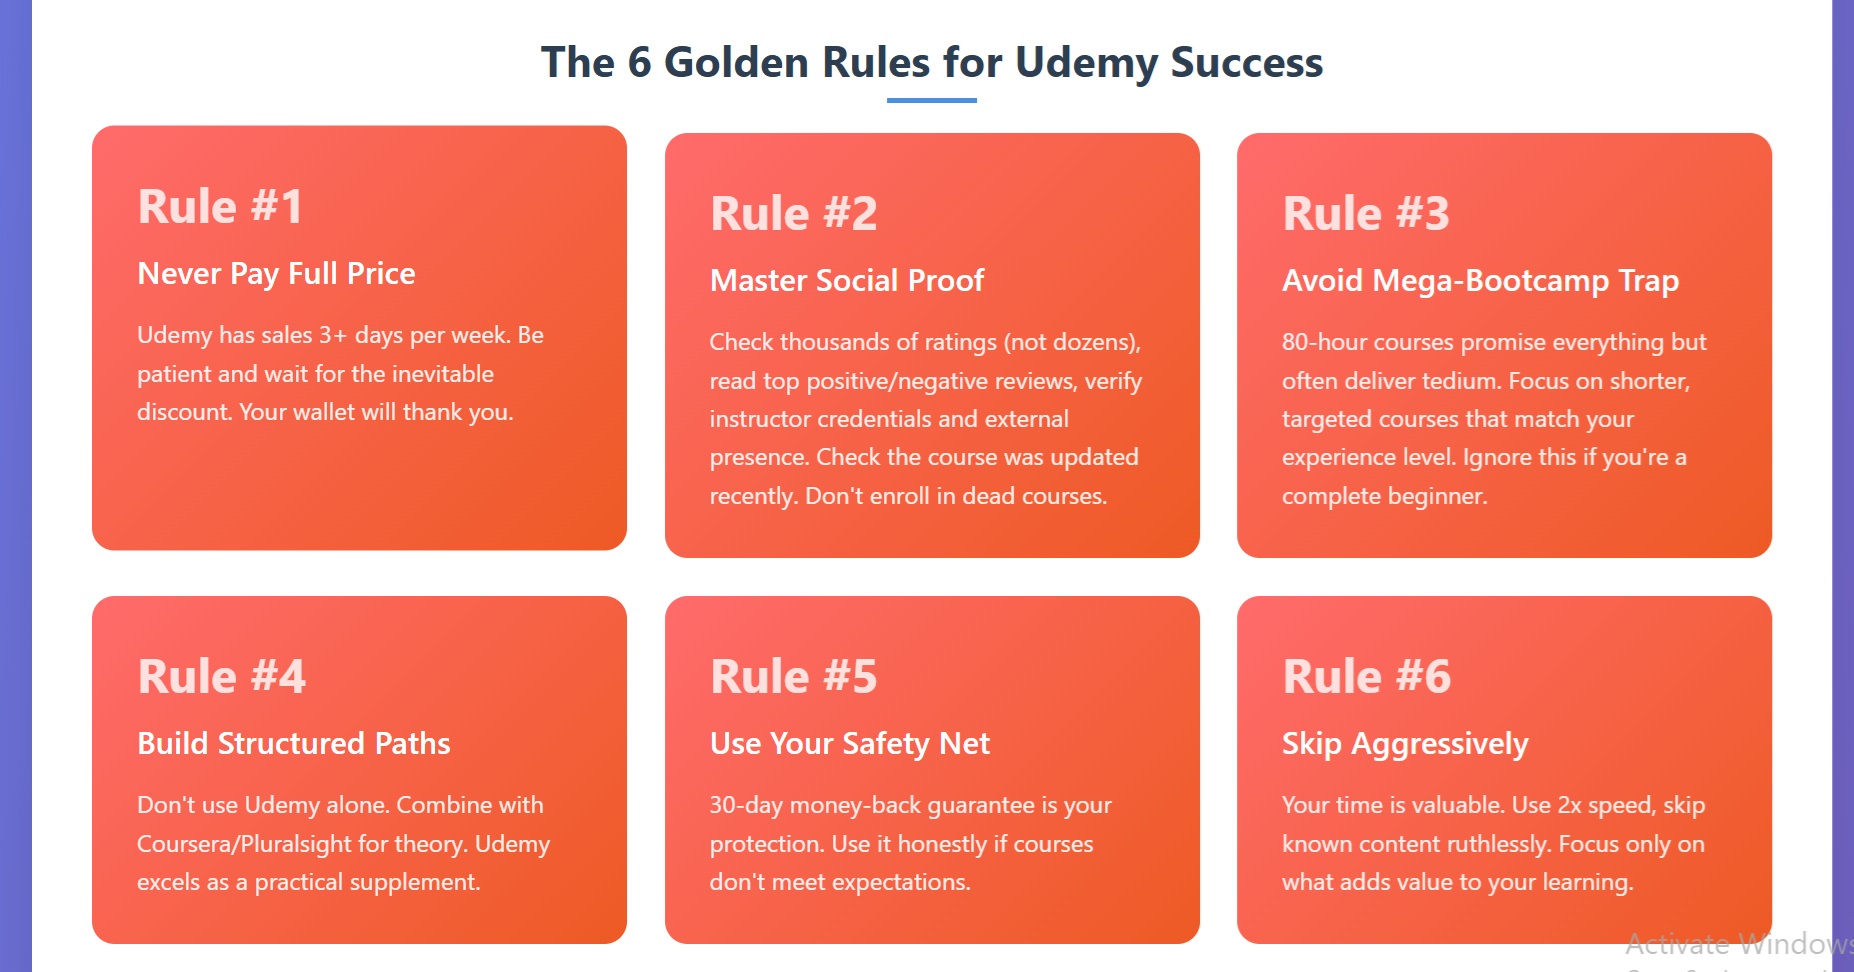 The 6 Golden Rules for Udemy Success
Rule #1
Never Pay Full Price
Udemy has sales 3+ days per week. Be
patient and wait for the inevitable
discount. Your wallet will thank you.
Rule #2
Master Social Proof
Check thousands of ratings (not dozens),
read top positive/negative reviews, verify
instructor credentials and external
presence. Check the course was updated
recently. Don't enroll in dead courses.
Rule #3
Avoid Mega-Bootcamp Trap
80-hour courses promise everything but
often deliver tedium. Focus on shorter,
targeted courses that match your
experience level. Ignore this if you're a
complete beginner.
Rule #4
Build Structured Paths
Don't use Udemy alone. Combine with
Coursera/Pluralsight for theory. Udemy
excels as a practical supplement.
Rule #5
Use Your Safety Net
30-day money-back guarantee is your
protection. Use it honestly if courses
don't meet expectations.
Rule #6
Skip Aggressively
Your time is valuable. Use 2x speed, skip
known content ruthlessly. Focus only on
what adds value to your learning.
Activate Windows